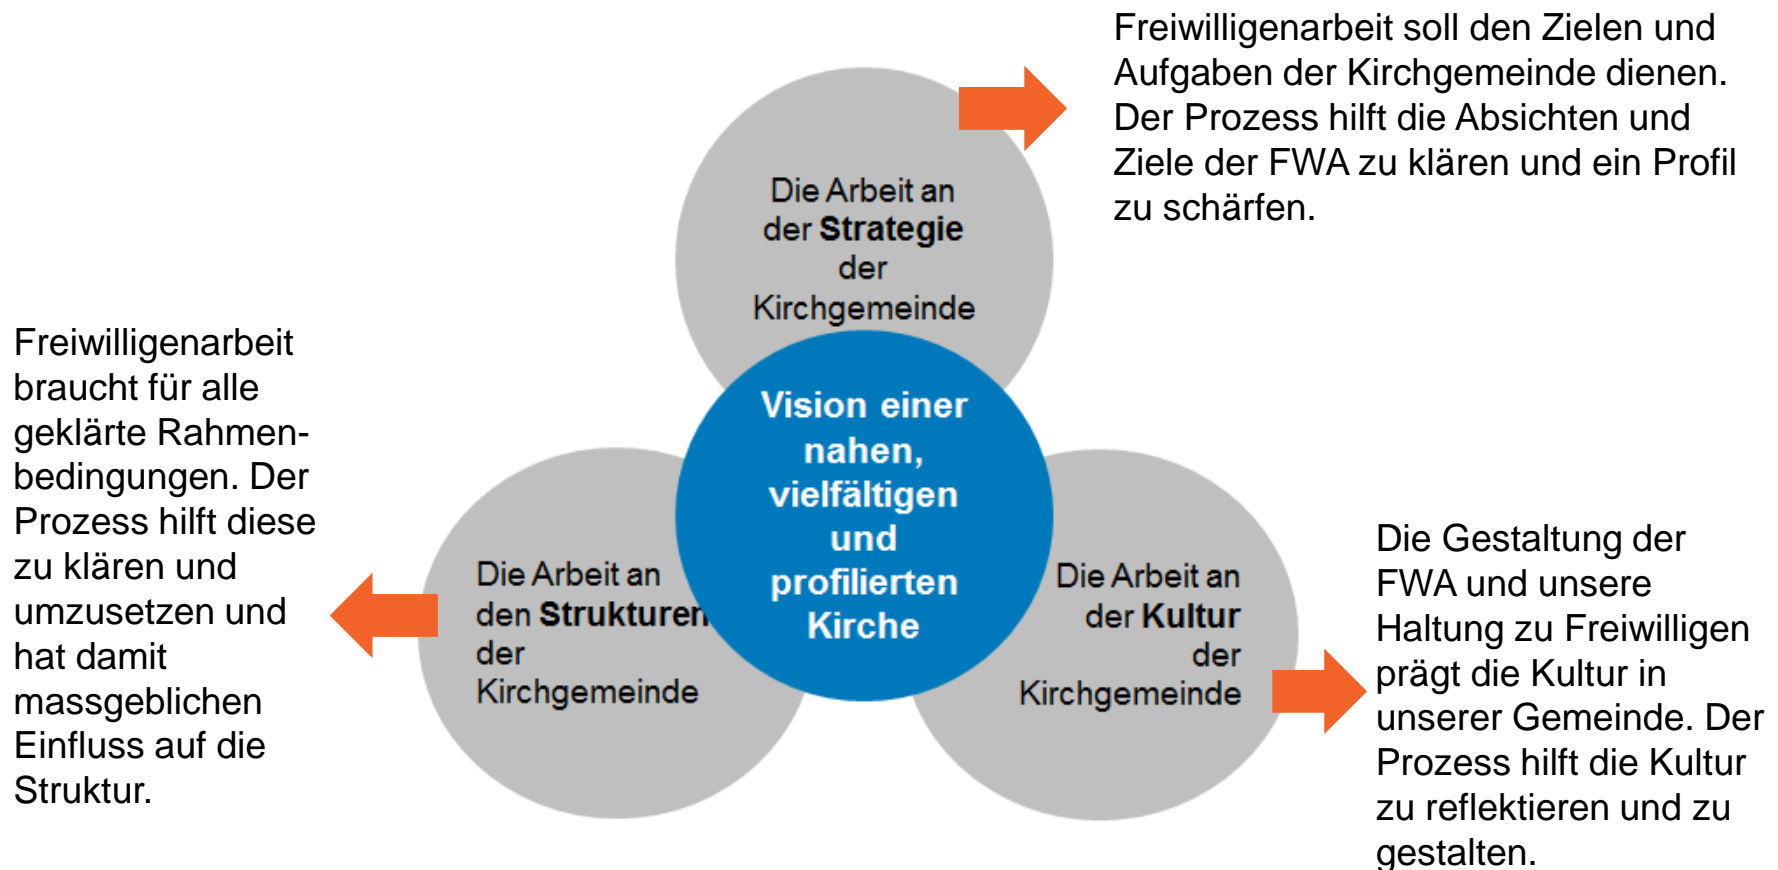 Freiwilligenarbeit soll den Zielen und
Aufgaben der Kirchgemeinde dienen.
Der Prozess hilft die Absichten und
Ziele der FWA zu klären und ein Profil
zu schärfen.
Die Arbeit an
der Strategie
der
Kirchgemeinde
Freiwilligenarbeit
braucht für alle
geklärte Rahmen-
bedingungen. Der
Prozess hilft diese
zu klären und
umzusetzen und
hat damit
massgeblichen
Einfluss auf die
Struktur.
Vision einer
nahen,
vielfältigen
und
profilierten
Kirche
Die Arbeit an
den Strukturen
der
Kirchgemeinde
Die Arbeit an
der Kultur
der
Kirchgemeinde
Die Gestaltung der
FWA und unsere
Haltung zu Freiwilligen
prägt die Kultur in
unserer Gemeinde. Der
Prozess hilft die Kultur
zu reflektieren und zu
gestalten.